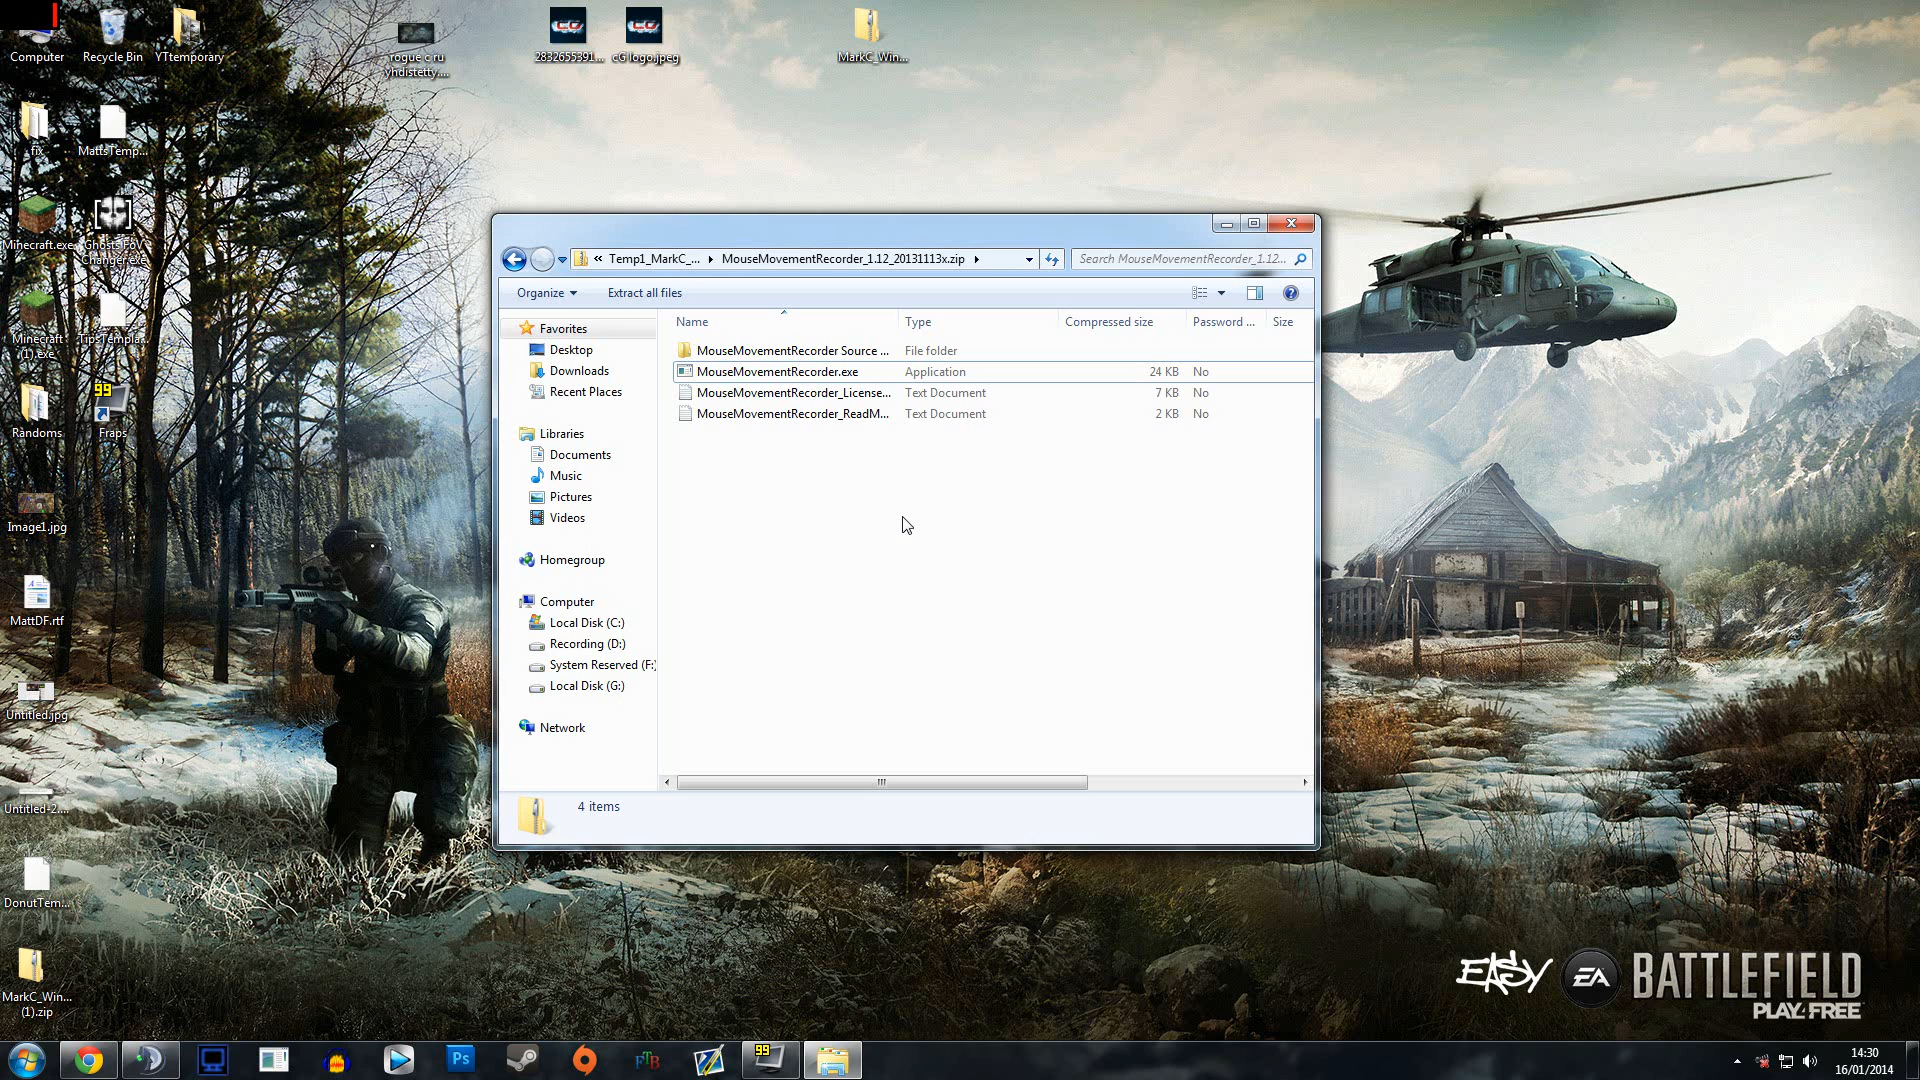 Computer
Recycle Bin
YTtemporary
rogue c ru
yhdistetty....
2832655391...
cG logo.jpeg
MarkC_Win...
fix
MattsTemp...
Minecraft.exe
Ghosts FoV
Changer.exe
Minecraft
(1).exe
TipsTempla...
Randoms
99
Fraps
Image1.jpg
MattDF.rtf
Untitled.jpg
Untitled-2....
DonutTem...
MarkC_Win...
(1).zip
« Temp1_MarkC_... MouseMovementRecorder_1.12_20131113x.zip
Search MouseMovementRecorder_1.12...
Organize
Extract all files
Name
Type
Compressed size
Password ...
Size
MouseMovementRecorder Source ... File folder
MouseMovementRecorder.exe Application 24 KB No
MouseMovementRecorder_License... Text Document 7 KB No
MouseMovementRecorder_ReadM... Text Document 2 KB No
Favorites
Desktop
Downloads
Recent Places
Libraries
Documents
Music
Pictures
Videos
Homegroup
Computer
Local Disk (C:)
Recording (D:)
System Reserved (F:)
Local Disk (G:)
Network
4 items
EASY
EA
BATTLEFIELD
PLAY4FREE
Ps
FTB
99
14:30
16/01/2014